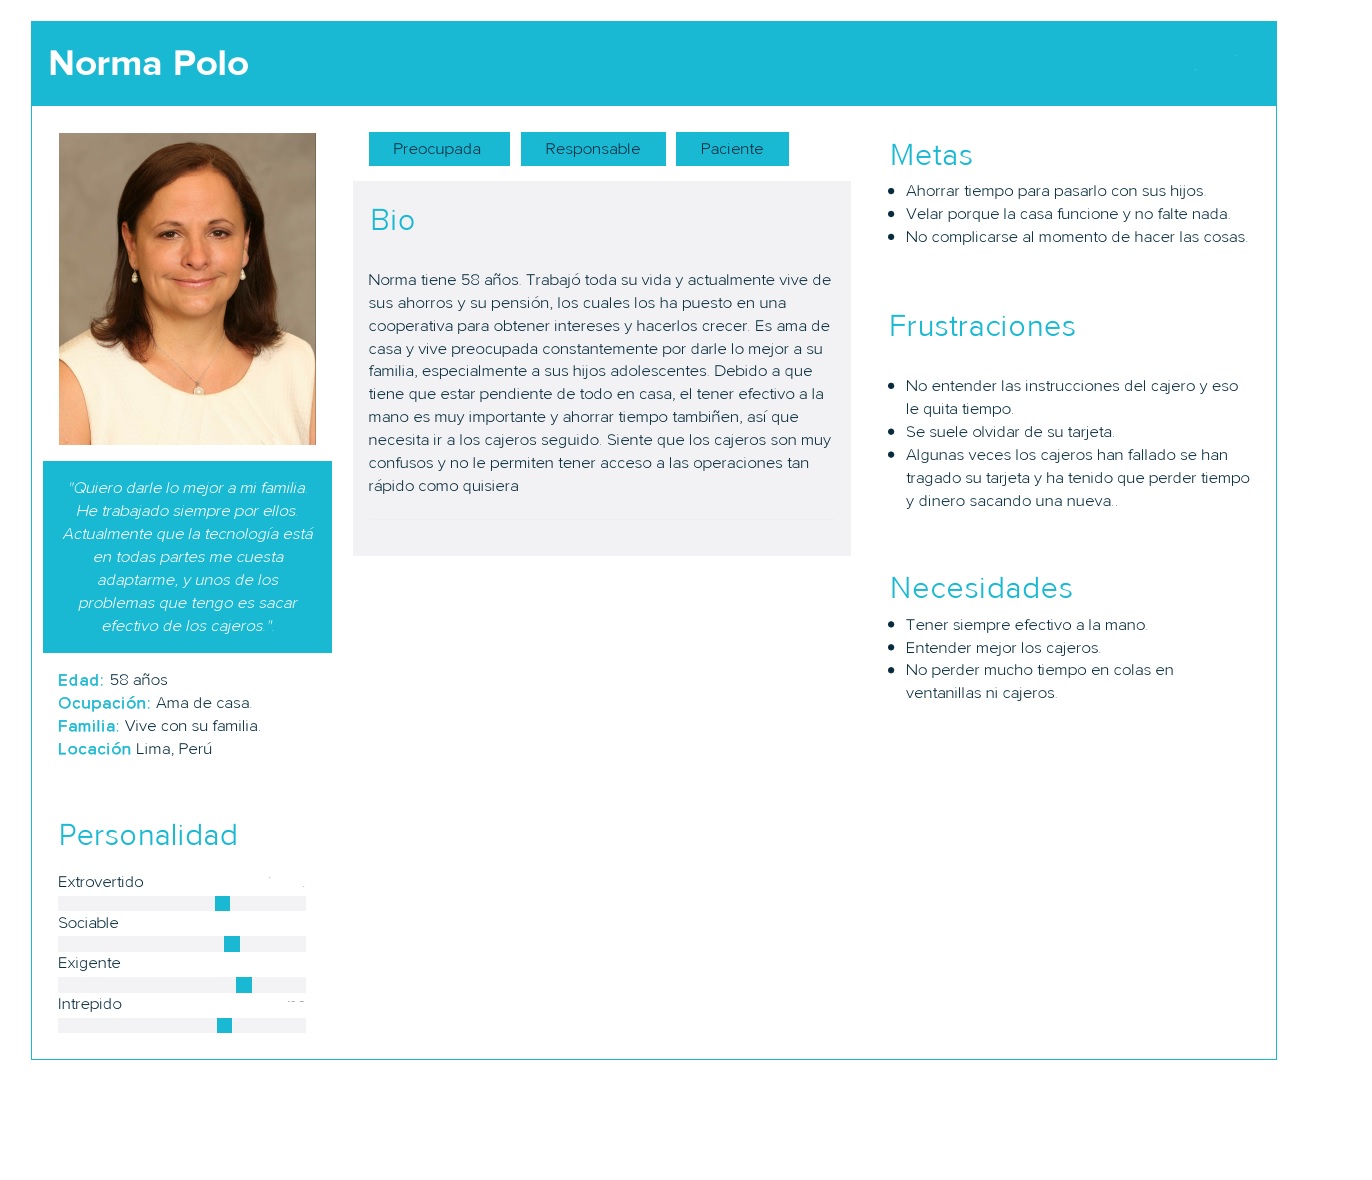 Norma Polo
"Quiero darle lo mejor a mi familia.
He trabajado siempre por ellos.
Actualmente que la tecnología está
en todas partes me cuesta
adaptarme, y unos de los
problemas que tengo es sacar
efectivo de los cajeros.".
Edad: 58 años
Ocupación: Ama de casa.
Familia: Vive con su familia.
Locación Lima, Perú
Personalidad
Extrovertido
Sociable
Exigente
Intrepido
Preocupada
Responsable
Paciente
Bio
Norma tiene 58 años. Trabajó toda su vida y actualmente vive de
sus ahorros y su pensión, los cuales los ha puesto en una
cooperativa para obtener intereses y hacerlos crecer. Es ama de
casa y vive preocupada constantemente por darle lo mejor a su
familia, especialmente a sus hijos adolescentes. Debido a que
tiene que estar pendiente de todo en casa, el tener efectivo a la
mano es muy importante y ahorrar tiempo tambiñen, así que
necesita ir a los cajeros seguido. Siente que los cajeros son muy
confusos y no le permiten tener acceso a las operaciones tan
rápido como quisiera
Metas
• Ahorrar tiempo para pasarlo con sus hijos.
• Velar porque la casa funcione y no falte nada.
• No complicarse al momento de hacer las cosas.
Frustraciones
• No entender las instrucciones del cajero y eso
le quita tiempo.
• Se suele olvidar de su tarjeta.
• Algunas veces los cajeros han fallado se han
tragado su tarjeta y ha tenido que perder tiempo
y dinero sacando una nueva..
Necesidades
• Tener siempre efectivo a la mano.
• Entender mejor los cajeros.
• No perder mucho tiempo en colas en
ventanillas ni cajeros.